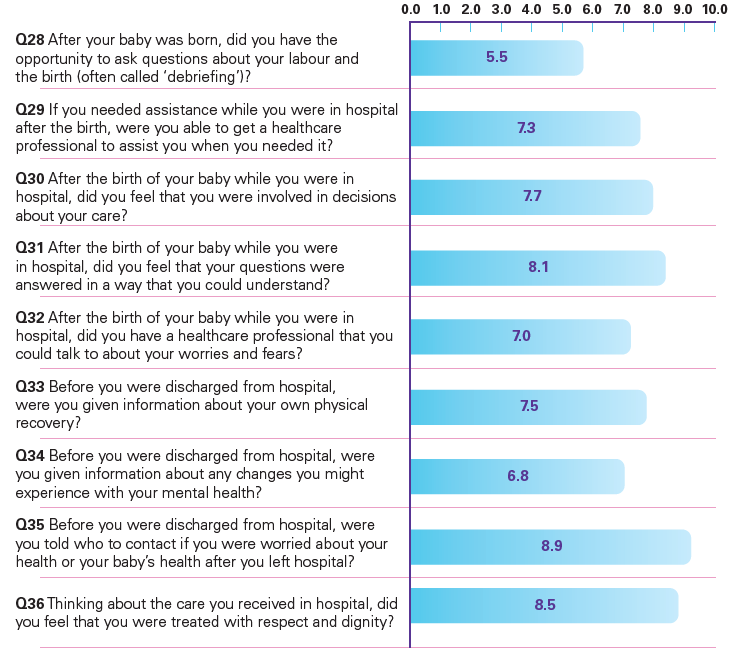 0.0 1.0 2.0 3.0 4.0 5.0 6.0 7.0 8.0 9.0 10.0
Q28 After your baby was born, did you have the
opportunity to ask questions about your labour and
the birth (often called ‘debriefing’)?
5.5
Q29 If you needed assistance while you were in hospital
after the birth, were you able to get a healthcare
professional to assist you when you needed it?
7.3
Q30 After the birth of your baby while you were in
hospital, did you feel that you were involved in decisions
about your care?
7.7
Q31 After the birth of your baby while you were
in hospital, did you feel that your questions were
answered in a way that you could understand?
8.1
Q32 After the birth of your baby while you were in
hospital, did you have a healthcare professional that you
could talk to about your worries and fears?
7.0
Q33 Before you were discharged from hospital,
were you given information about your own physical
recovery?
7.5
Q34 Before you were discharged from hospital, were
you given information about any changes you might
experience with your mental health?
6.8
Q35 Before you were discharged from hospital, were
you told who to contact if you were worried about your
health or your baby’s health after you left hospital?
8.9
Q36 Thinking about the care you received in hospital, did
you feel that you were treated with respect and dignity?
8.5